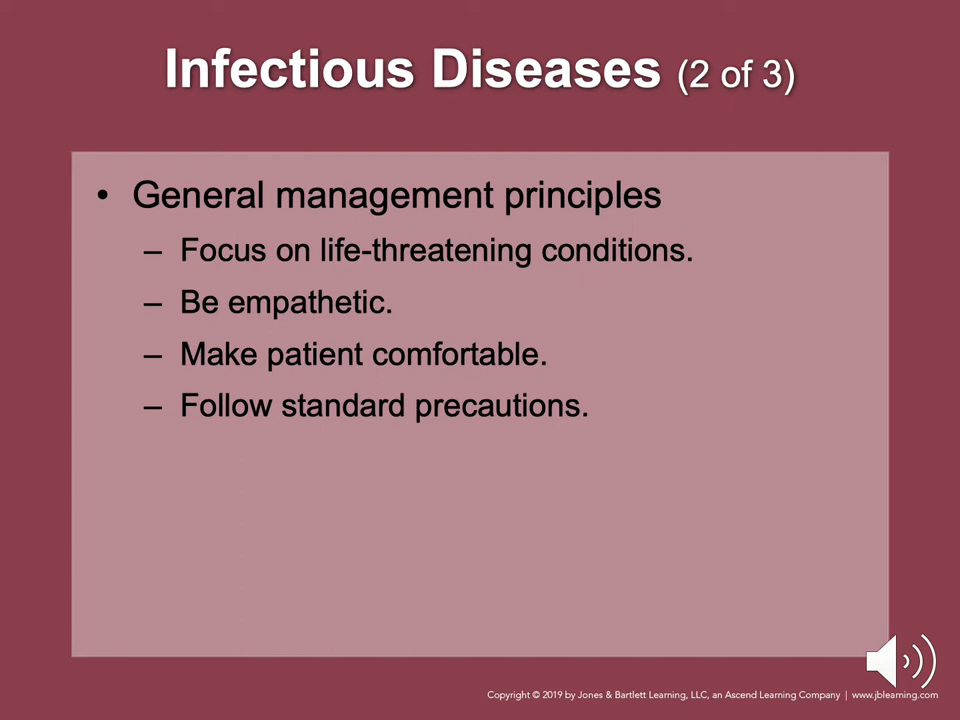 Infectious Diseases (2 of 3)
• General management principles
– Focus on life-threatening conditions.
– Be empathetic.
– Make patient comfortable.
– Follow standard precautions.
Copyright © 2019 by Jones & Bartlett Learning, LLC, an Ascend Learning Company | www.jblearning.com